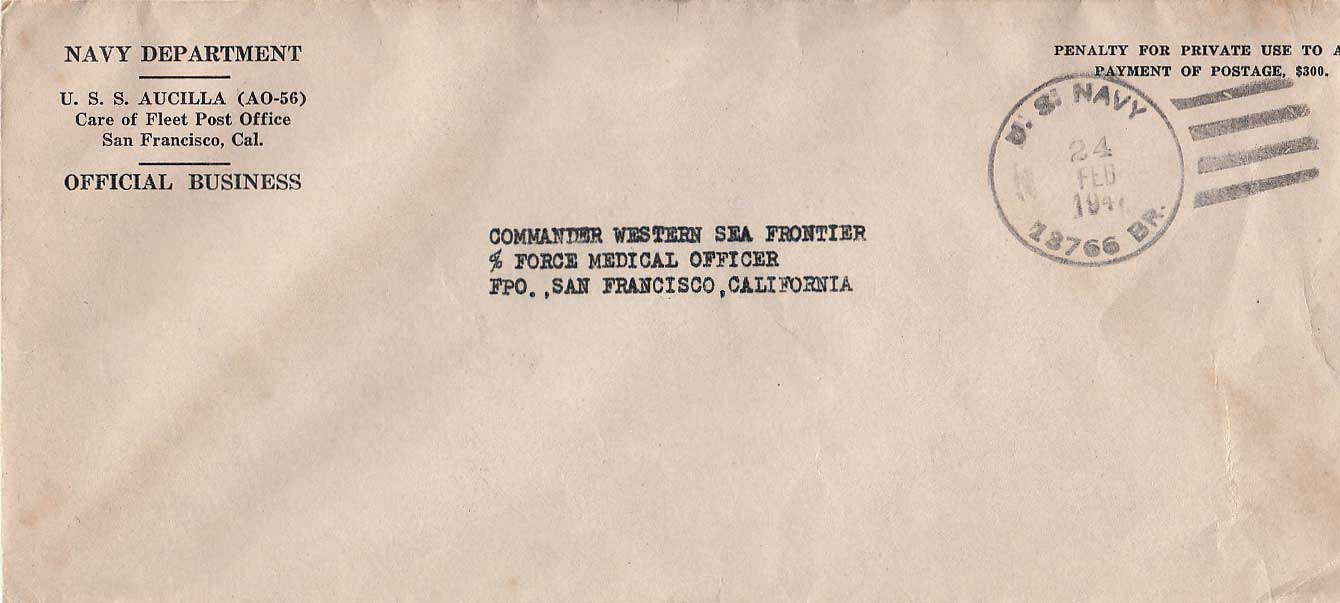 NAVY DEPARTMENT
U. S. S. AUCILLA (AO-56)
Care of Fleet Post Office
San Francisco, Cal.
OFFICIAL BUSINESS
PENALTY FOR PRIVATE USE TO
PAYMENT OF POSTAGE, $300.
U. S. NAVY
24
FEB
13766 BR.
COMMANDER WESTERN SEA FRONTIER
% FORCE MEDICAL OFFICER
FPO.,SAN FRANCISCO,CALIFORNIA